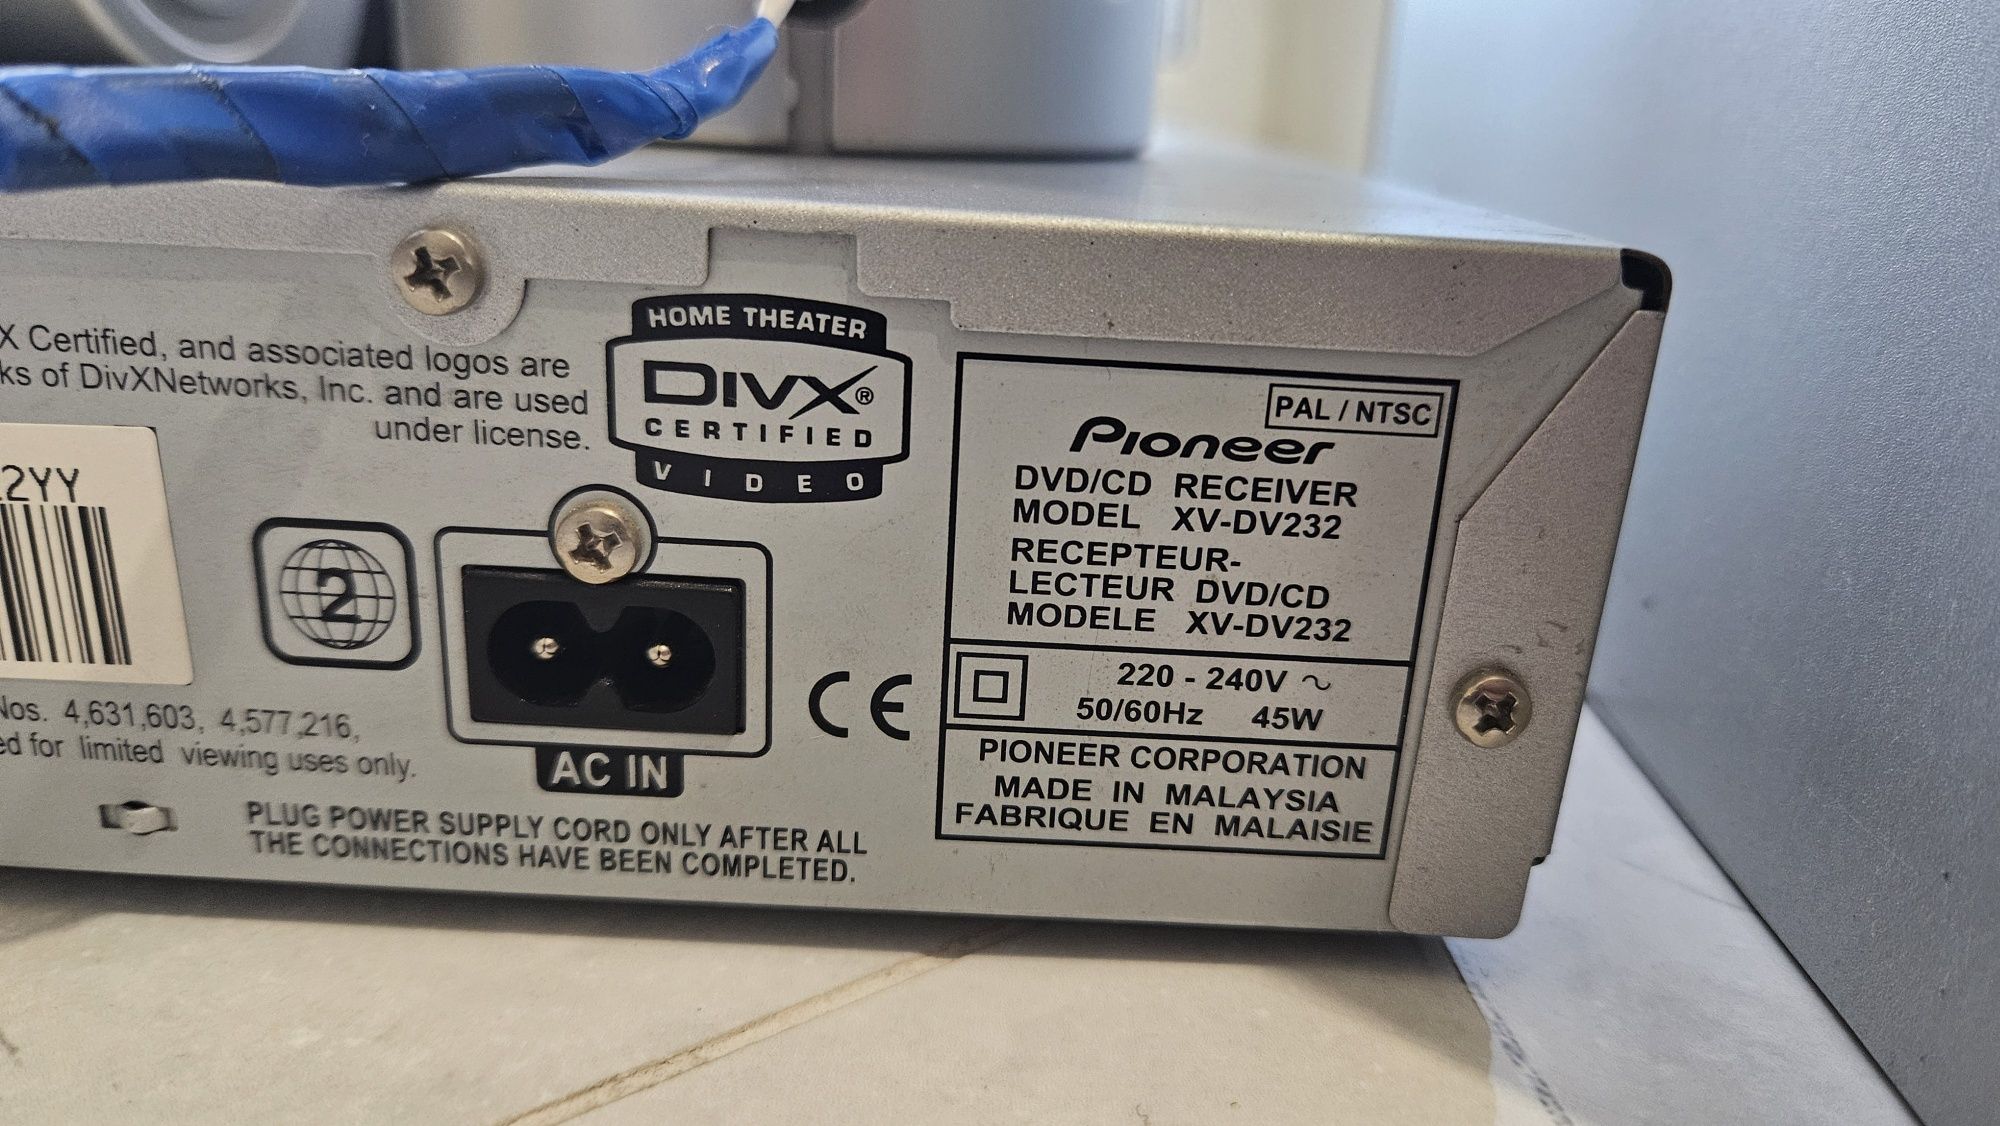 HOME THEATER
DIVX®
CERTIFIED
VIDEO
X Certified, and associated logos are
ks of DivXNetworks, Inc. and are used
under license.
2YY
2
4,631,603, 4,577,216,
ed for limited viewing uses only.
AC IN
PLUG POWER SUPPLY CORD ONLY AFTER ALL
THE CONNECTIONS HAVE BEEN COMPLETED.
CE
PAL / NTSC
Pioneer
DVD/CD RECEIVER
MODEL XV-DV232
RECEPTEUR-
LECTEUR DVD/CD
MODELE XV-DV232
220 - 240V ~
50/60Hz 45W
PIONEER CORPORATION
MADE IN MALAYSIA
FABRIQUE EN MALAISIE